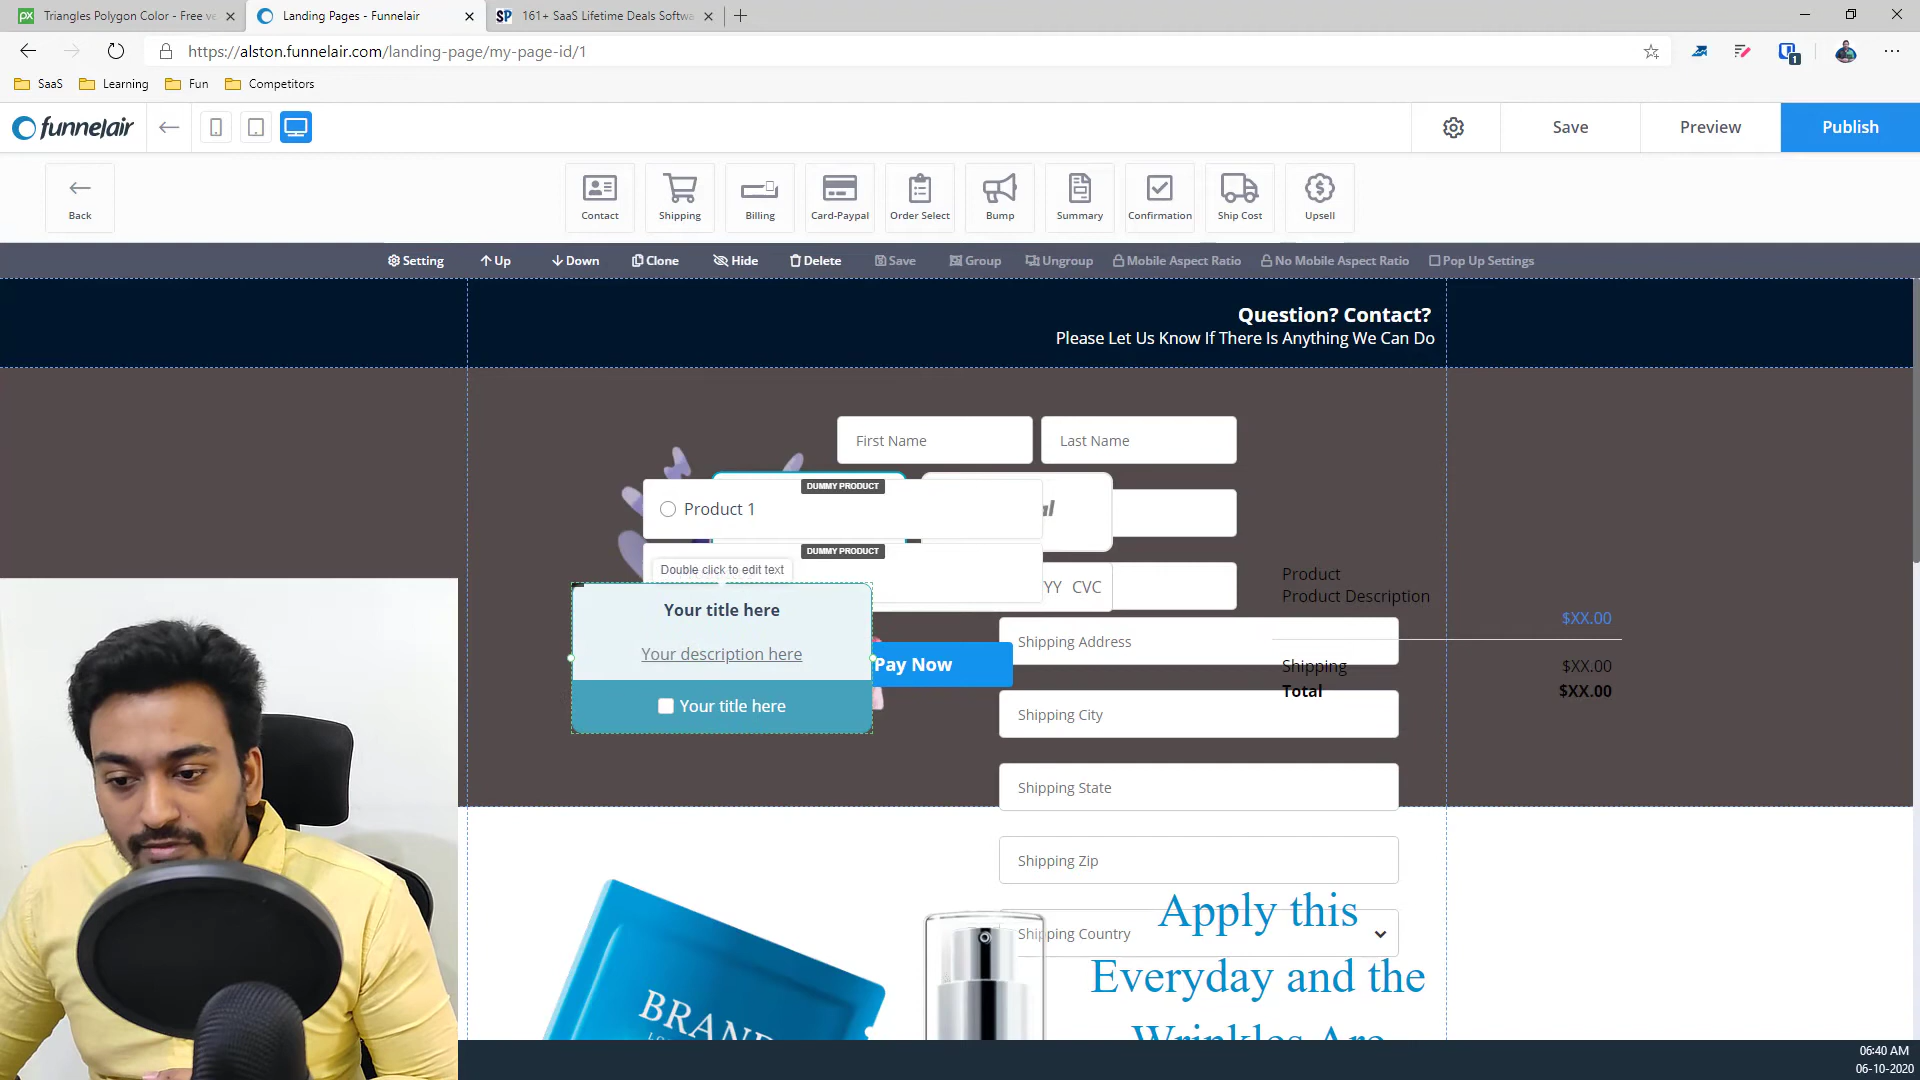 Triangles Polygon Color - Free ve
Landing Pages - Funnelair
SP 161+ SaaS Lifetime Deals Softwa
https://alston.funnelair.com/landing-page/my-page-id/1
1
SaaS Learning Fun Competitors
funnelair
Save
Preview
Publish
Back
Contact
Shipping
Billing
Card-Paypal
Order Select
Bump
Summary
Confirmation
Ship Cost
Upsell
Setting
Up
Down
Clone
Hide
Delete
Save
Group
Ungroup
Mobile Aspect Ratio
No Mobile Aspect Ratio
Pop Up Settings
Question? Contact?
Please Let Us Know If There Is Anything We Can Do
First Name
Last Name
DUMMY PRODUCT
Product 1
al
DUMMY PRODUCT
Double click to edit text
YY CVC
Your title here
Your description here
Your title here
Pay Now
Product
Product Description
$XX.00
Shipping $XX.00
Total $XX.00
Shipping Address
Shipping City
Shipping State
Shipping Zip
Shipping Country
Apply this
Everyday and the
Wrinkles Are
BRAND
06:40 AM
06-10-2020